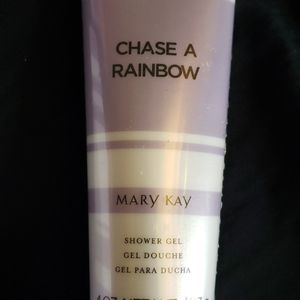 CHASE A
RAINBOW
MARY KAY
SHOWER GEL
GEL DOUCHE
GEL PARA DUCHA